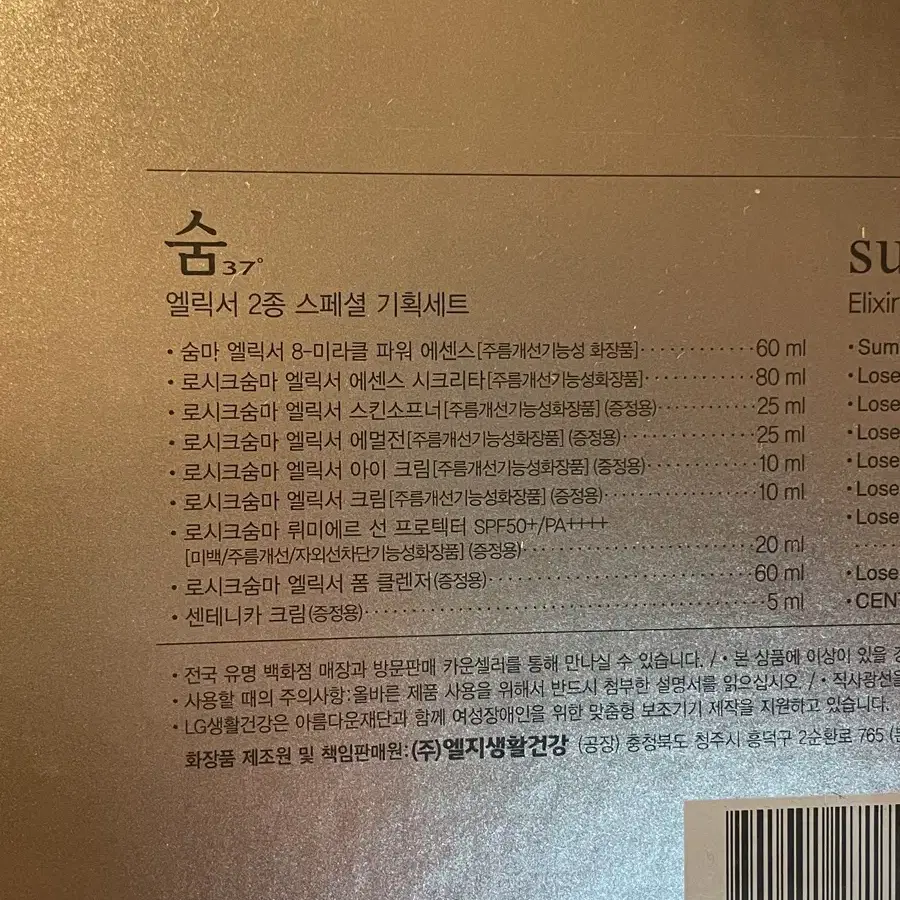 숨37°
엘릭서 2종 스페셜 기획세트
• 숨마 엘릭서 8-미라클 파워 에센스[주름개선기능성 화장품]············60 ml
• 로시크숨마 엘릭서 에센스 시크리타[주름개선기능성화장품]············80 ml
• 로시크숨마 엘릭서 스킨소프너[주름개선기능성화장품] (증정용)············25 ml
• 로시크숨마 엘릭서 에멀전[주름개선기능성화장품] (증정용)············25 ml
• 로시크숨마 엘릭서 아이 크림[주름개선기능성화장품] (증정용)············10 ml
• 로시크숨마 엘릭서 크림[주름개선기능성화장품] (증정용)············10 ml
• 로시크숨마 뤼미에르 선 프로텍터 SPF50+/PA++++
[미백/주름개선/자외선차단기능성화장품] (증정용)············20 ml
• 로시크숨마 엘릭서 폼 클렌저(증정용)············60 ml
• 센테니카 크림(증정용)············5 ml
• 전국 유명 백화점 매장과 방문판매 카운셀러를 통해 만나실 수 있습니다. / • 본 상품에 이상이 있을
• 사용할 때의 주의사항:올바른 제품 사용을 위해서 반드시 첨부한 설명서를 읽으십시오. / • 직사광선을
• LG생활건강은 아름다운재단과 함께 여성장애인을 위한 맞춤형 보조기기 제작을 지원하고 있습니다.
화장품 제조원 및 책임판매원:(주)엘지생활건강 (공장) 충청북도 청주시 흥덕구 2순환로 765
su
Elixir
• Sum
• Lose
• Lose
• Lose
• Lose
• Lose
• Lose
• Lose
• CENT